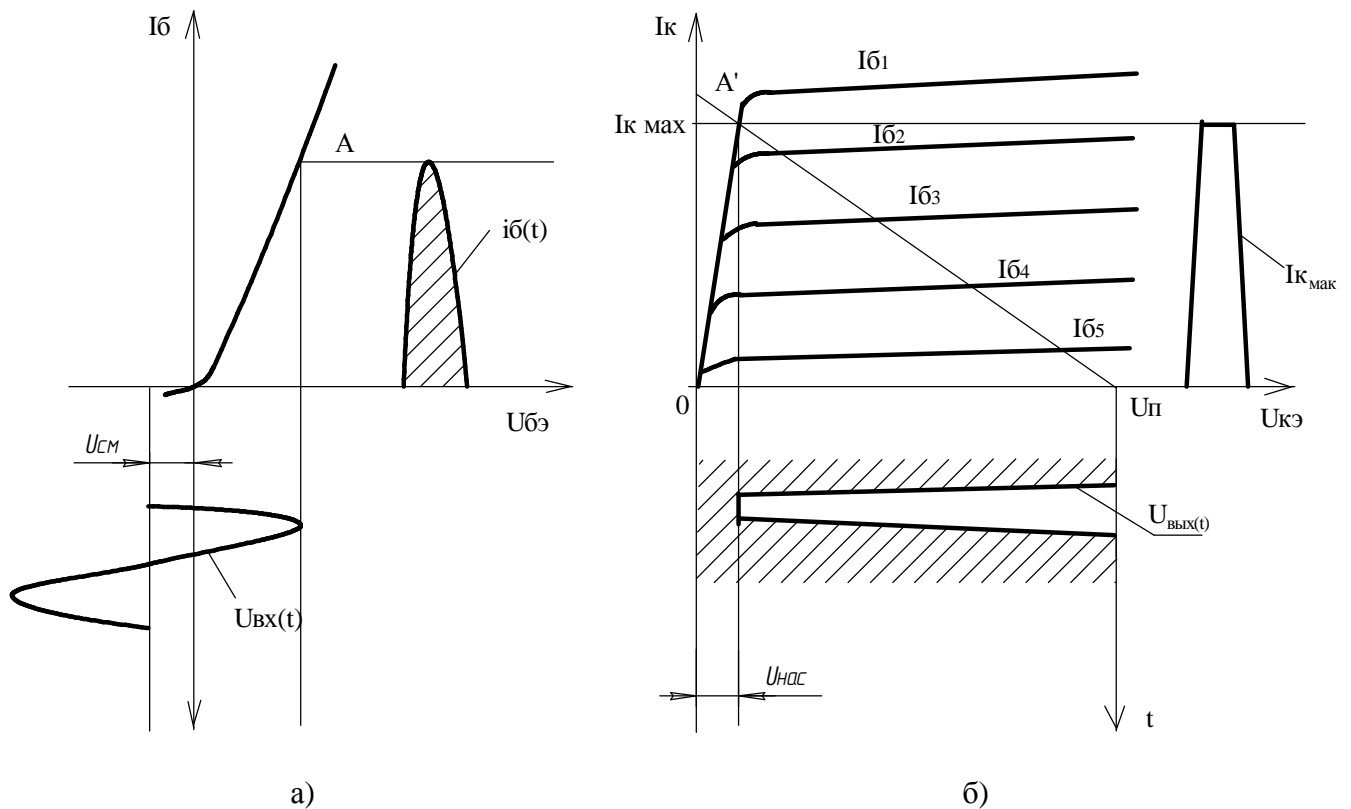 Iб
A
iб(t)
Uбэ
Uсм
Uвх(t)
а)
Iк
A'
Iб1
Iк мах
Iб2
Iб3
Iб4
Iб5
Iк мак
0
Uп
Uкэ
Uвых(t)
Uнас
t
б)